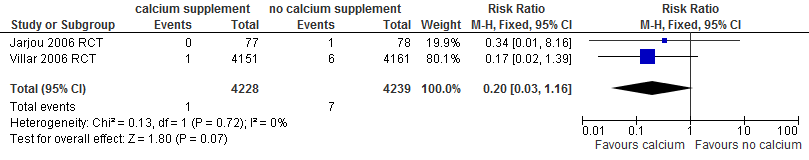 calcium supplement no calcium supplement Risk Ratio Risk Ratio
Study or Subgroup Events Total Events Total Weight M-H, Fixed, 95% CI M-H, Fixed, 95% CI
Jarjou 2006 RCT 0 77 1 78 19.9% 0.34 [0.01, 8.16]
Villar 2006 RCT 1 4151 6 4161 80.1% 0.17 [0.02, 1.39]
Total (95% CI) 4228 4239 100.0% 0.20 [0.03, 1.16]
Total events 1 7
Heterogeneity: Chi² = 0.13, df = 1 (P = 0.72); I² = 0%
Test for overall effect: Z = 1.80 (P = 0.07)
0.01 0.1 1 10 100
Favours calcium Favours no calcium